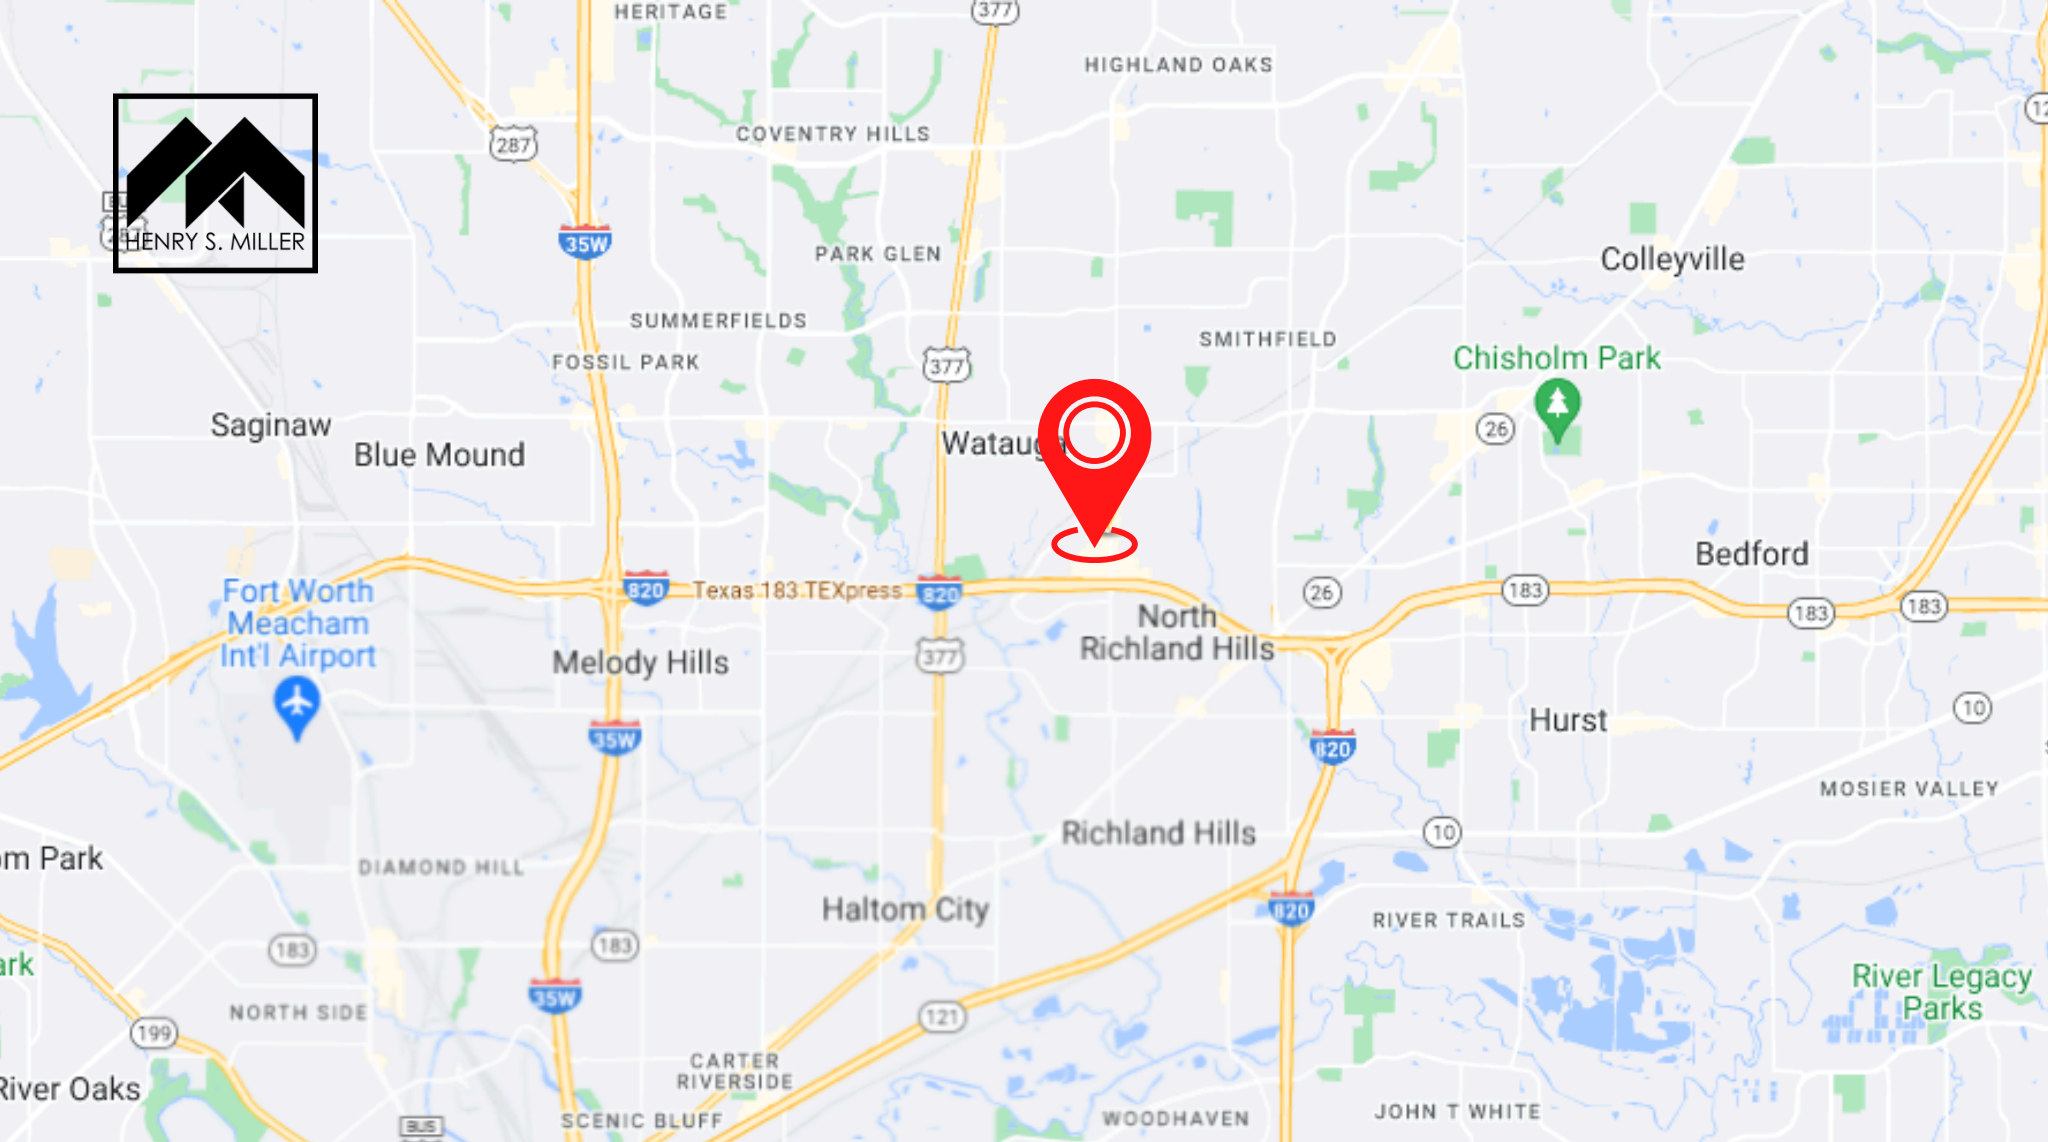 HERITAGE
377
HIGHLAND OAKS
287
COVENTRY HILLS
HENRY S. MILLER
35W
PARK GLEN
Colleyville
SUMMERFIELDS
FOSSIL PARK
377
SMITHFIELD
Chisholm Park
Saginaw
Blue Mound
26
Bedford
Fort Worth
Meacham
Int'l Airport
820
Texas 183 TEXpress
820
26
183
183
183
North
Richland Hills
Melody Hills
377
35W
820
Hurst
10
MOSIER VALLEY
Richland Hills
10
DIAMOND HILL
Haltom City
820
RIVER TRAILS
183
183
35W
River Legacy
Parks
NORTH SIDE
199
121
CARTER
RIVERSIDE
River Oaks
BUS
SCENIC BLUFF
WOODHAVEN
JOHN T WHITE